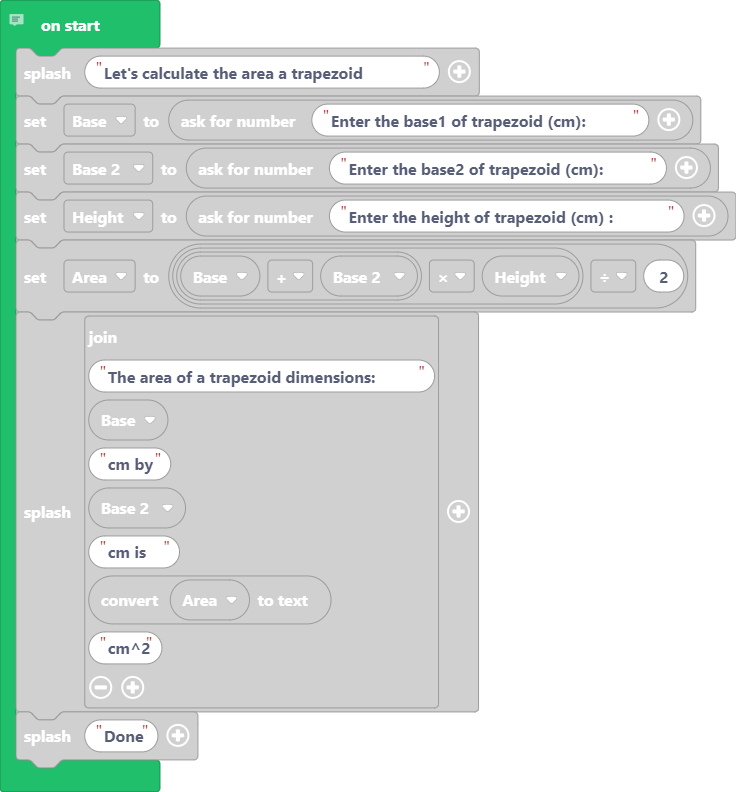 on start
splash "Let's calculate the area a trapezoid "
set Base to ask for number "Enter the base1 of trapezoid (cm): "
set Base 2 to ask for number "Enter the base2 of trapezoid (cm): "
set Height to ask for number "Enter the height of trapezoid (cm) : "
set Area to Base + Base 2 × Height ÷ 2
join
"The area of a trapezoid dimensions: "
Base
"cm by"
Base 2
splash
"cm is "
convert Area to text
"cm^2"
splash "Done"